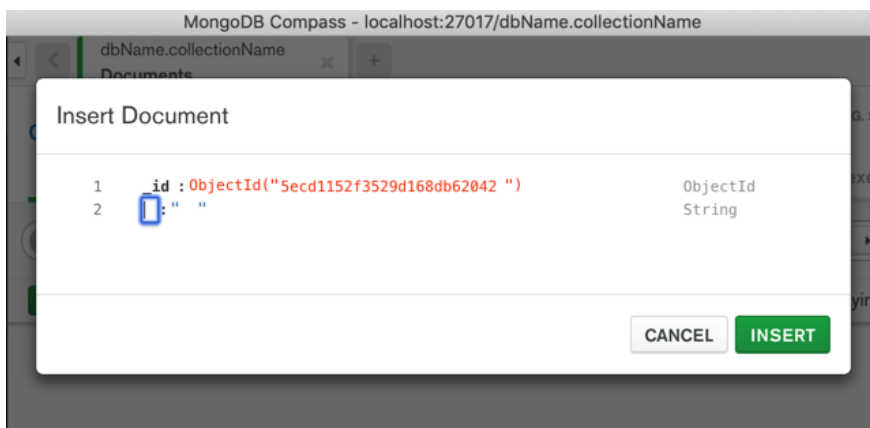 MongoDB Compass - localhost:27017/dbName.collectionName
dbName.collectionName
Documents
G.
Insert Document
1 _id : ObjectId("5ecd1152f3529d168db62042 ") ObjectId
2 : " " String
CANCEL INSERT